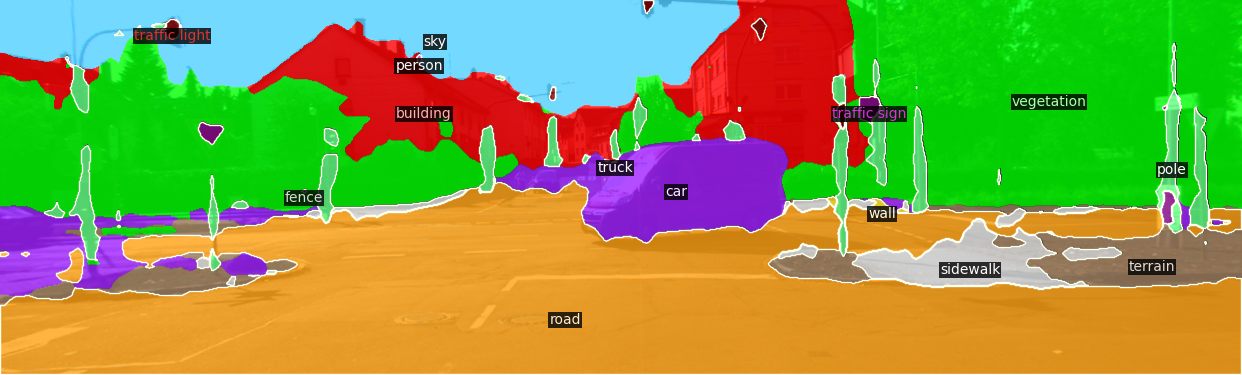 traffic light
sky
person
building
vegetation
traffic sign
truck
pole
car
fence
wall
sidewalk
terrain
road